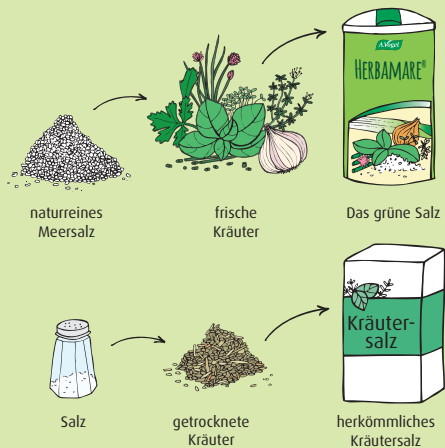 A.Vogel
HERBAMARE®
naturreines
Meersalz
frische
Kräuter
Das grüne Salz
Kräuter-
salz
Salz
getrocknete
Kräuter
herkömmliches
Kräutersalz